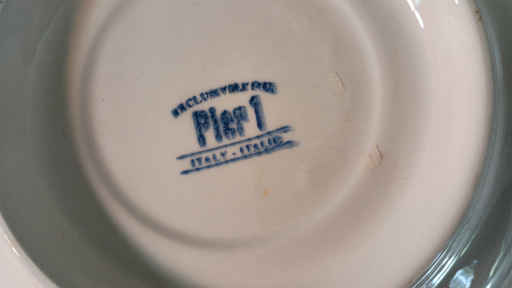 EXCLUSIVELY FOR
Pier 1
ITALY - ITALIE